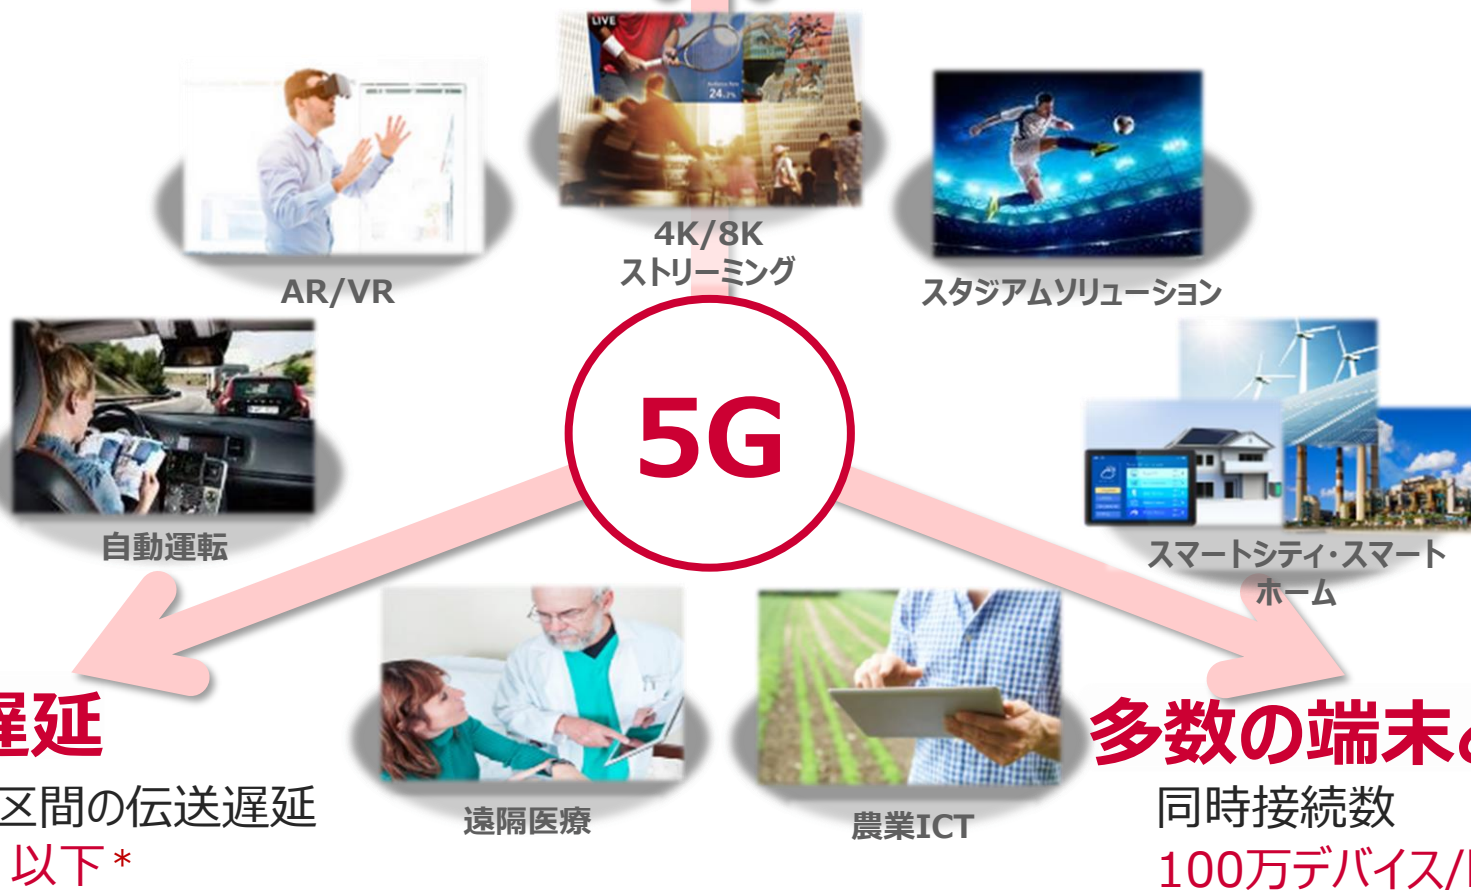 LIVE
24.2%
4K/8K
ストリーミング
AR/VR
スタジアムソリューション
5G
自動運転
スマートシティ・スマート
ホーム
遅延
区間の伝送遅延
以下*
遠隔医療
農業ICT
多数の端末
同時接続数
100万デバイス/